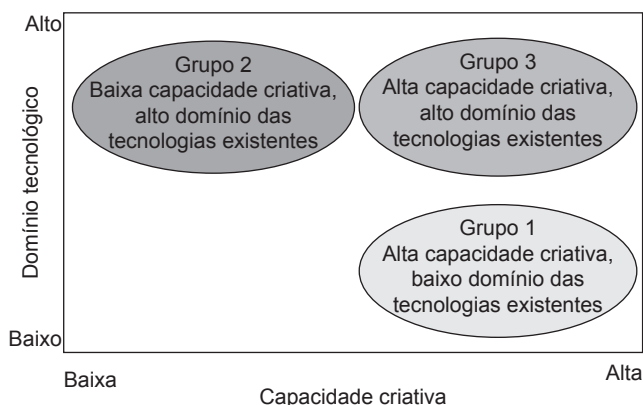 Alto
Grupo 2
Baixa capacidade criativa,
alto domínio das
tecnologias existentes
Grupo 3
Alta capacidade criativa,
alto domínio das
tecnologias existentes
Domínio tecnológico
Grupo 1
Alta capacidade criativa,
baixo domínio das
tecnologias existentes
Baixo
Baixa
Alta
Capacidade criativa